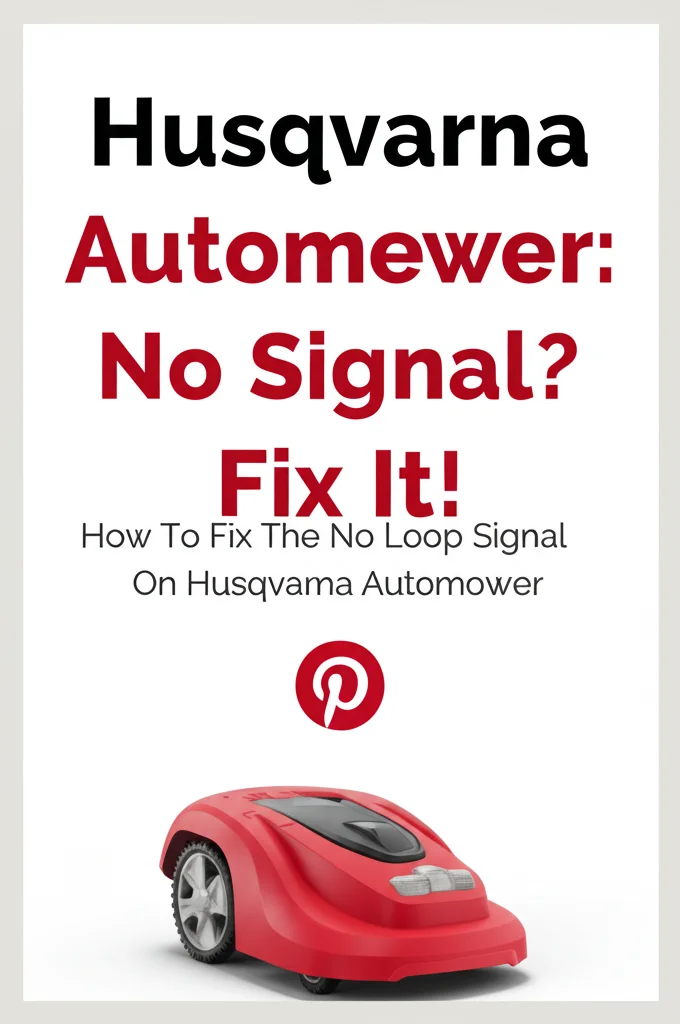 Husqvarna
Automewer:
No Signal?
Fix It!
How To Fix The No Loop Signal
On Husqvama Automower